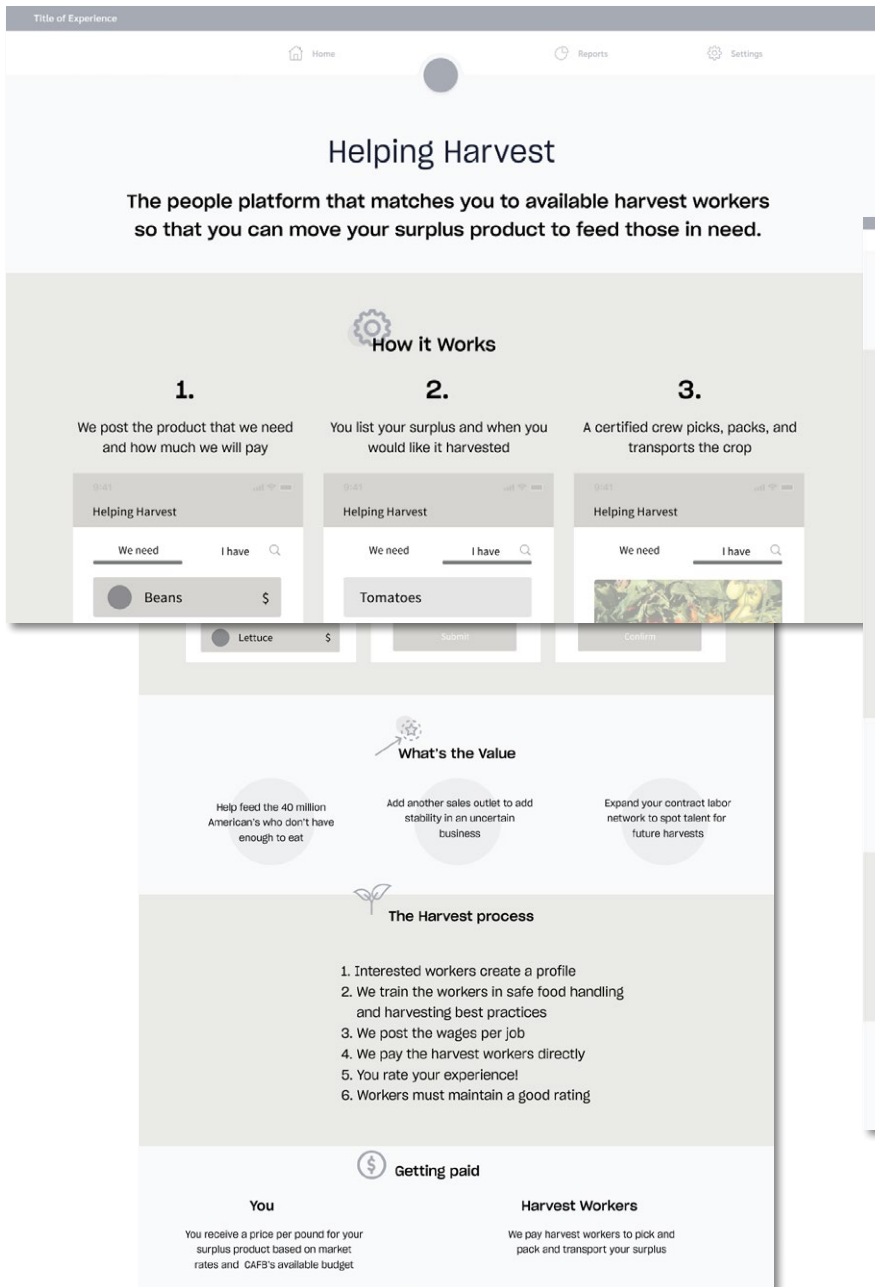 Title of Experience
Home
Reports
Settings
Helping Harvest
The people platform that matches you to available harvest workers
so that you can move your surplus product to feed those in need.
How it Works
1.
We post the product that we need
and how much we will pay
2.
You list your surplus and when you
would like it harvested
3.
A certified crew picks, packs, and
transports the crop
9:41
Helping Harvest
We need
I have
Beans
$
9:41
Helping Harvest
We need
I have
Tomatoes
9:41
Helping Harvest
We need
I have
Lettuce
$
Submit
Confirm
What's the Value
Help feed the 40 million
American's who don't have
enough to eat
Add another sales outlet to add
stability in an uncertain
business
Expand your contract labor
network to spot talent for
future harvests
The Harvest process
1. Interested workers create a profile
2. We train the workers in safe food handling
and harvesting best practices
3. We post the wages per job
4. We pay the harvest workers directly
5. You rate your experience!
6. Workers must maintain a good rating
Getting paid
You
You receive a price per pound for your
surplus product based on market
rates and CAFB's available budget
Harvest Workers
We pay harvest workers to pick and
pack and transport your surplus